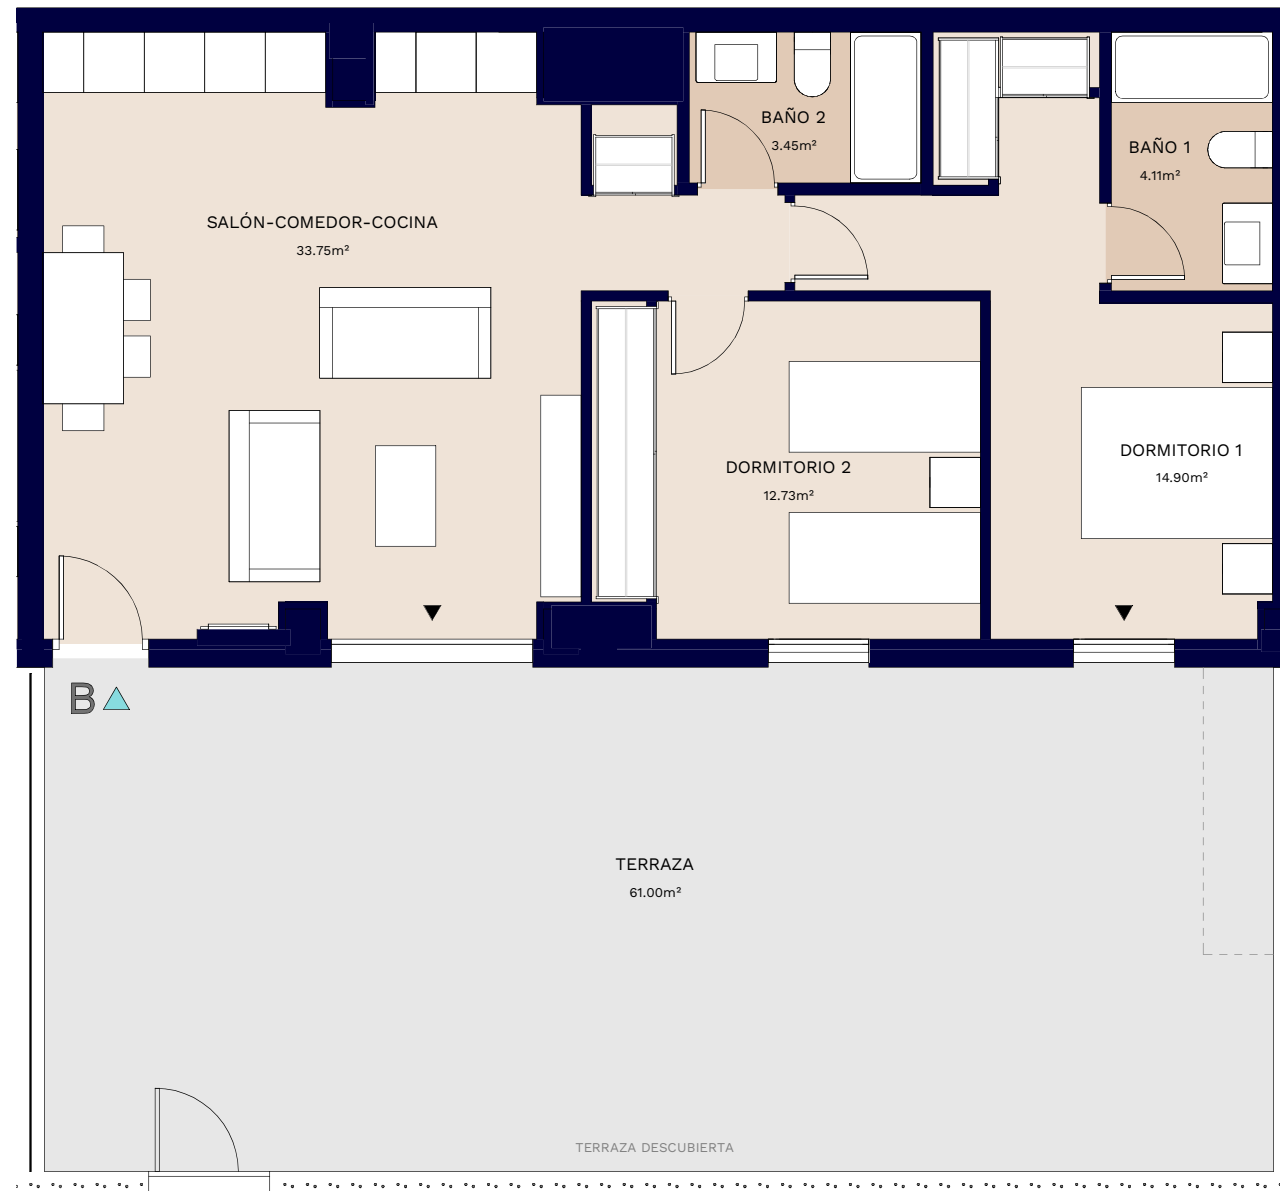 BAÑO 2
3.45m²
BAÑO 1
4.11m²
SALÓN-COMEDOR-COCINA
33.75m²
DORMITORIO 1
14.90m²
DORMITORIO 2
12.73m²
B
TERRAZA
61.00m²
TERRAZA DESCUBIERTA